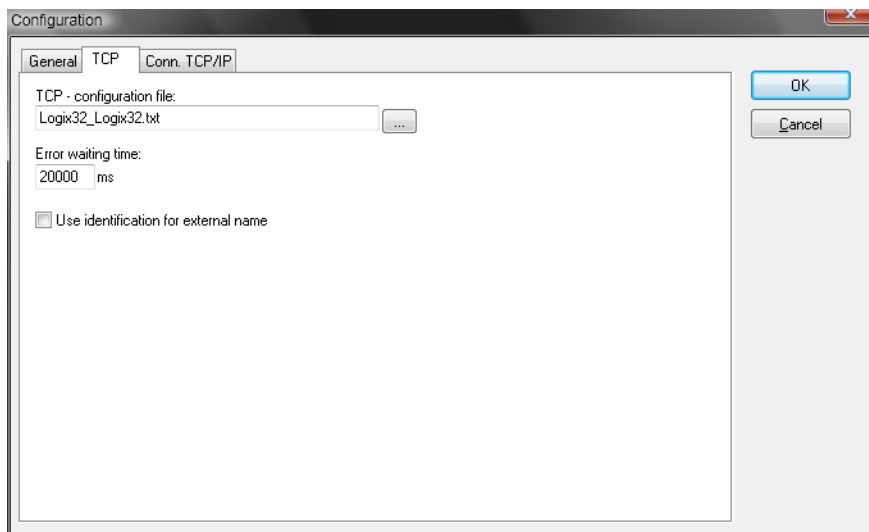 Configuration
General TCP Conn. TCP/IP
TCP - configuration file:
Logix32_Logix32.txt ...
Error waiting time:
20000 ms
Use identification for external name
OK
Cancel